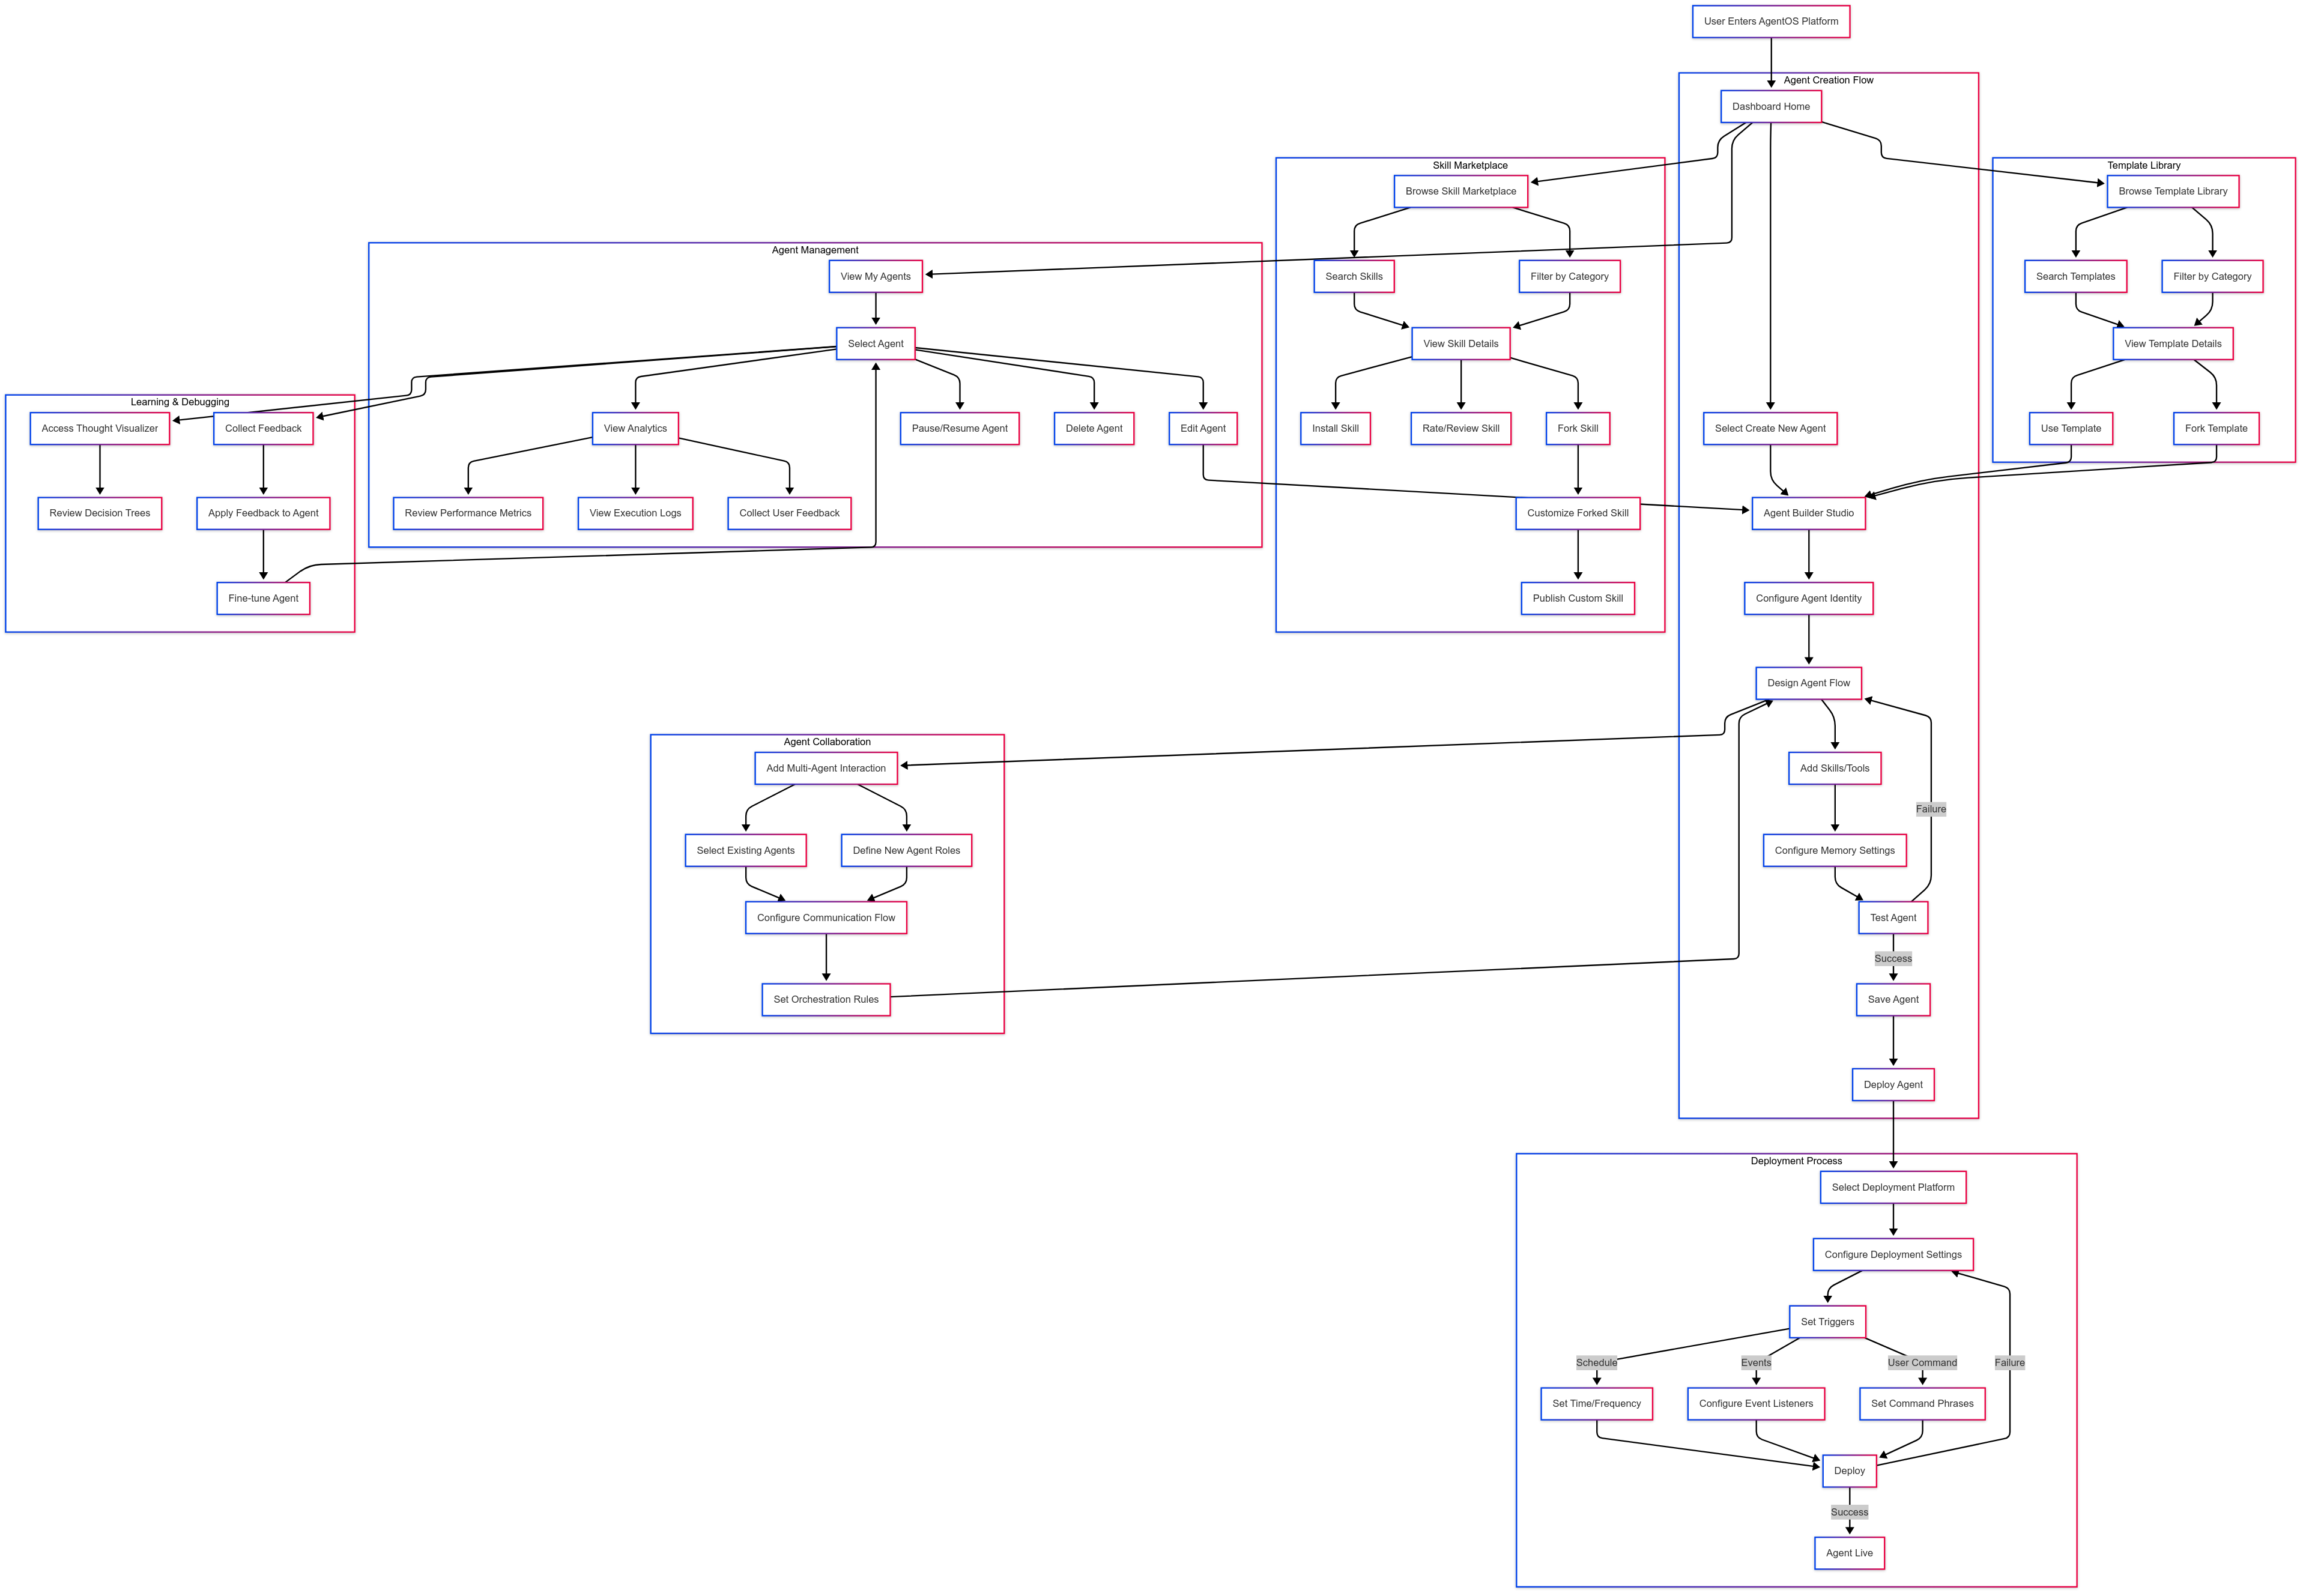 User Enters AgentOS Platform
Agent Creation Flow
Dashboard Home
Skill Marketplace
Browse Skill Marketplace
Search Skills
Filter by Category
View Skill Details
Install Skill
Rate/Review Skill
Fork Skill
Customize Forked Skill
Publish Custom Skill
Template Library
Browse Template Library
Search Templates
Filter by Category
View Template Details
Use Template
Fork Template
Agent Management
View My Agents
Select Agent
View Analytics
Pause/Resume Agent
Delete Agent
Edit Agent
Review Performance Metrics
View Execution Logs
Collect User Feedback
Learning & Debugging
Access Thought Visualizer
Collect Feedback
Review Decision Trees
Apply Feedback to Agent
Fine-tune Agent
Select Create New Agent
Agent Builder Studio
Configure Agent Identity
Design Agent Flow
Add Skills/Tools
Failure
Configure Memory Settings
Test Agent
Success
Save Agent
Deploy Agent
Agent Collaboration
Add Multi-Agent Interaction
Select Existing Agents
Define New Agent Roles
Configure Communication Flow
Set Orchestration Rules
Deployment Process
Select Deployment Platform
Configure Deployment Settings
Set Triggers
Schedule
Events
User Command
Failure
Set Time/Frequency
Configure Event Listeners
Set Command Phrases
Deploy
Success
Agent Live